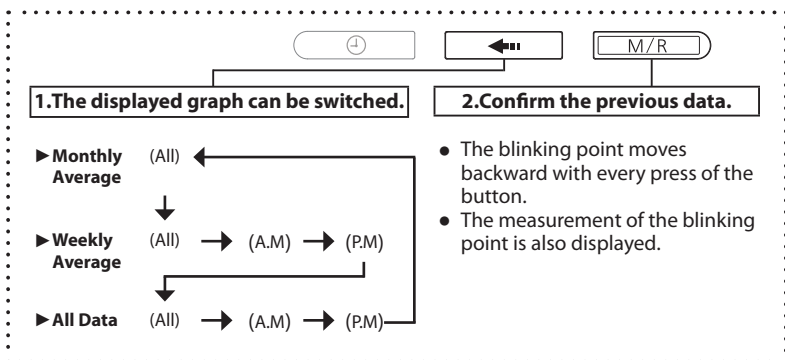 M/R
1.The displayed graph can be switched.
2.Confirm the previous data.
►Monthly Average (All)
►Weekly Average (All) (A.M) (P.M)
►All Data (All) (A.M) (P.M)
● The blinking point moves
backward with every press of the
button.
● The measurement of the blinking
point is also displayed.